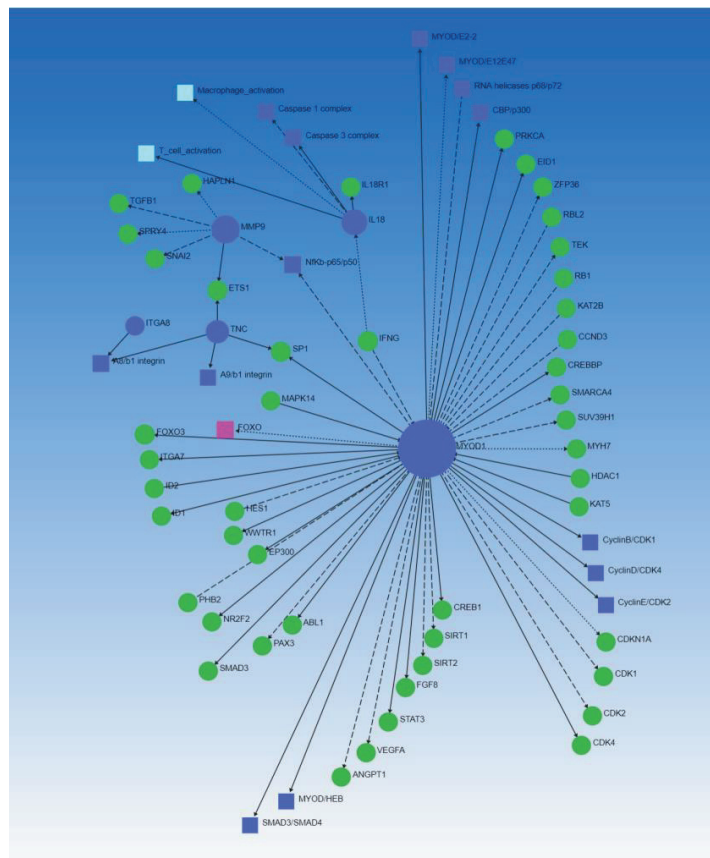 MYOD/E2-2
MYOD/E12E47
Macrophage_activation
RNA helicases p68/p72
Caspase 1 complex
CBP/p300
Caspase 3 complex
PRKCA
T_cell_activation
EID1
HAPLN1
IL18R1
ZFP36
TGFB1
RBL2
IL18
MMP9
SPRY4
TEK
SNAI2
NfKb-p65/p50
RB1
ETS1
KAT2B
ITGA8
TNC
CCND3
IFNG
SP1
A8/b1 integrin
CREBBP
A9/b1 integrin
SMARCA4
MAPK14
SUV39H1
FOXO
FOXO3
MYOD1
MYH7
ITGA7
HDAC1
ID2
KAT5
HES1
ID1
WWTR1
CyclinB/CDK1
EP300
CyclinD/CDK4
PHB2
CyclinE/CDK2
CREB1
NR2F2
ABL1
SIRT1
CDKN1A
PAX3
SIRT2
SMAD3
CDK1
FGF8
CDK2
STAT3
CDK4
VEGFA
ANGPT1
MYOD/HEB
SMAD3/SMAD4